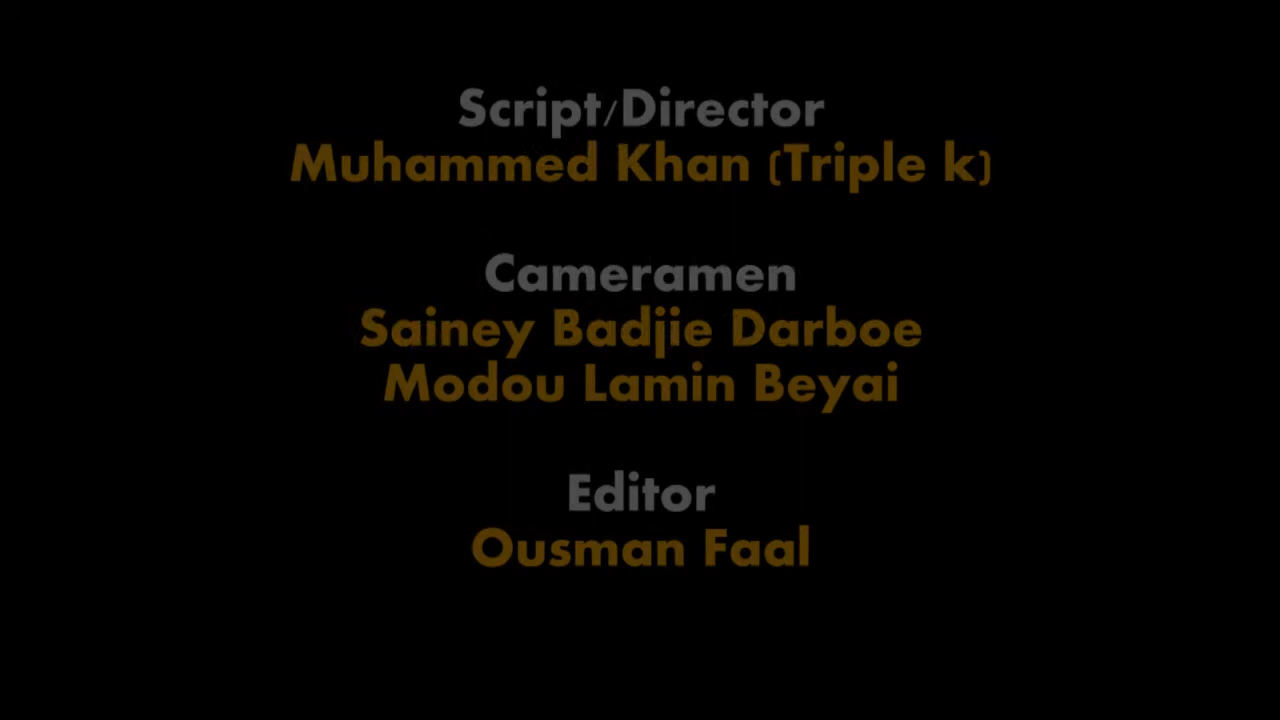 Script/Director
Muhammed Khan (Triple k)
Cameramen
Sainey Badjie Darboe
Modou Lamin Beyai
Editor
Ousman Faal